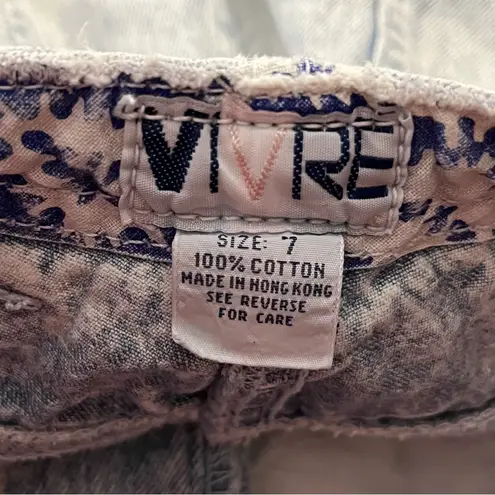 VIVRE
SIZE: 7
100% COTTON
MADE IN HONG KONG
SEE REVERSE
FOR CARE